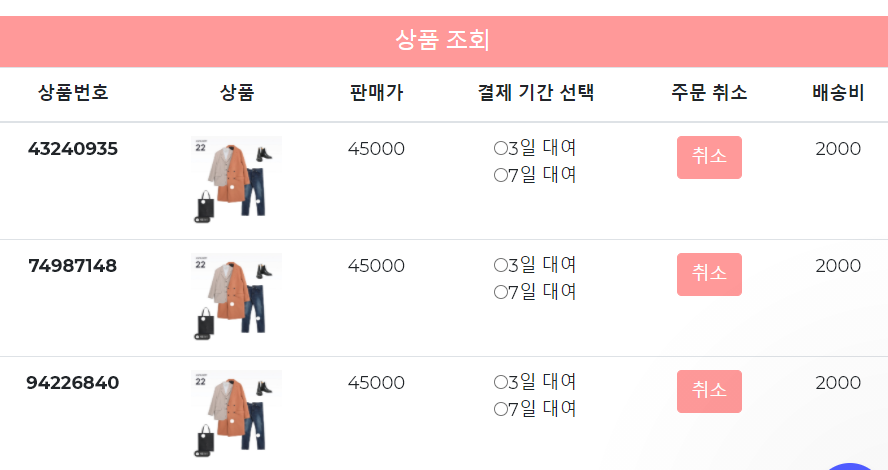 상품 조회
상품번호 상품 판매가 결제 기간 선택 주문 취소 배송비
43240935 22 45000 ○3일 대여 취소 2000
○7일 대여
74987148 22 45000 ○3일 대여 취소 2000
○7일 대여
94226840 22 45000 ○3일 대여 취소 2000
○7일 대여